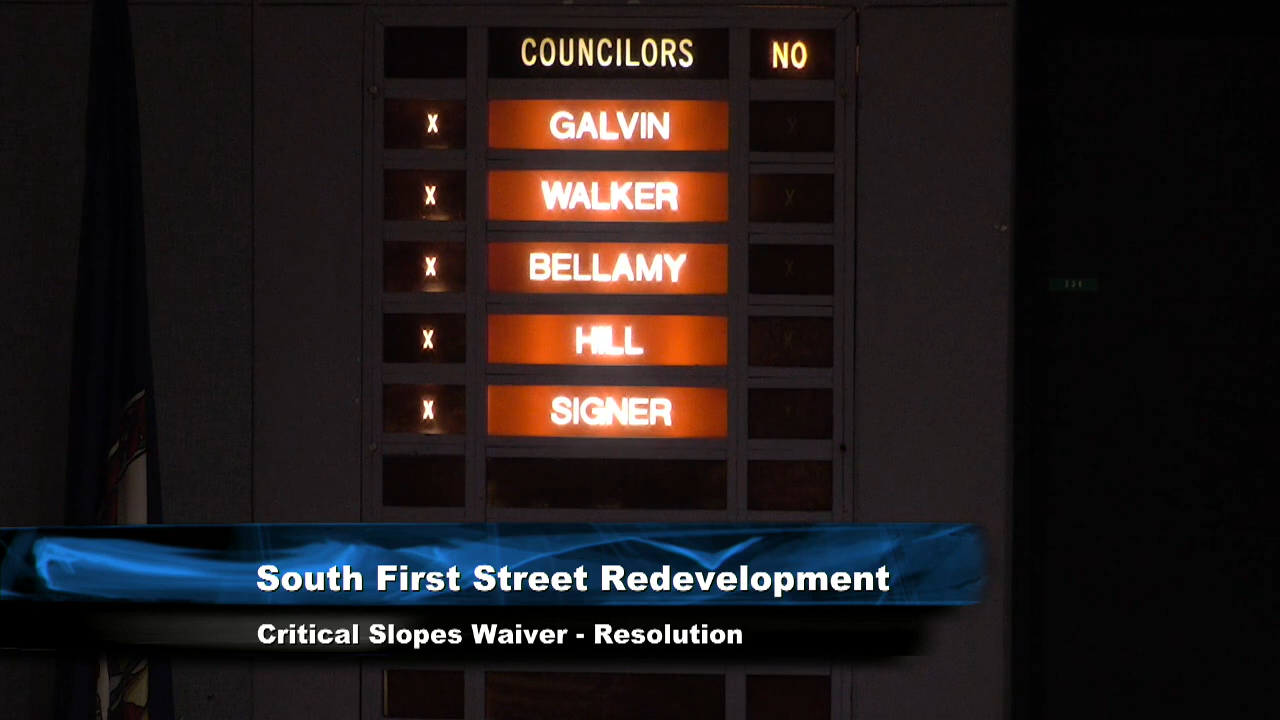 COUNCILORS NO
X GALVIN X
X WALKER X
X BELLAMY X
X HILL
X SIGNER
South First Street Redevelopment
Critical Slopes Waiver - Resolution